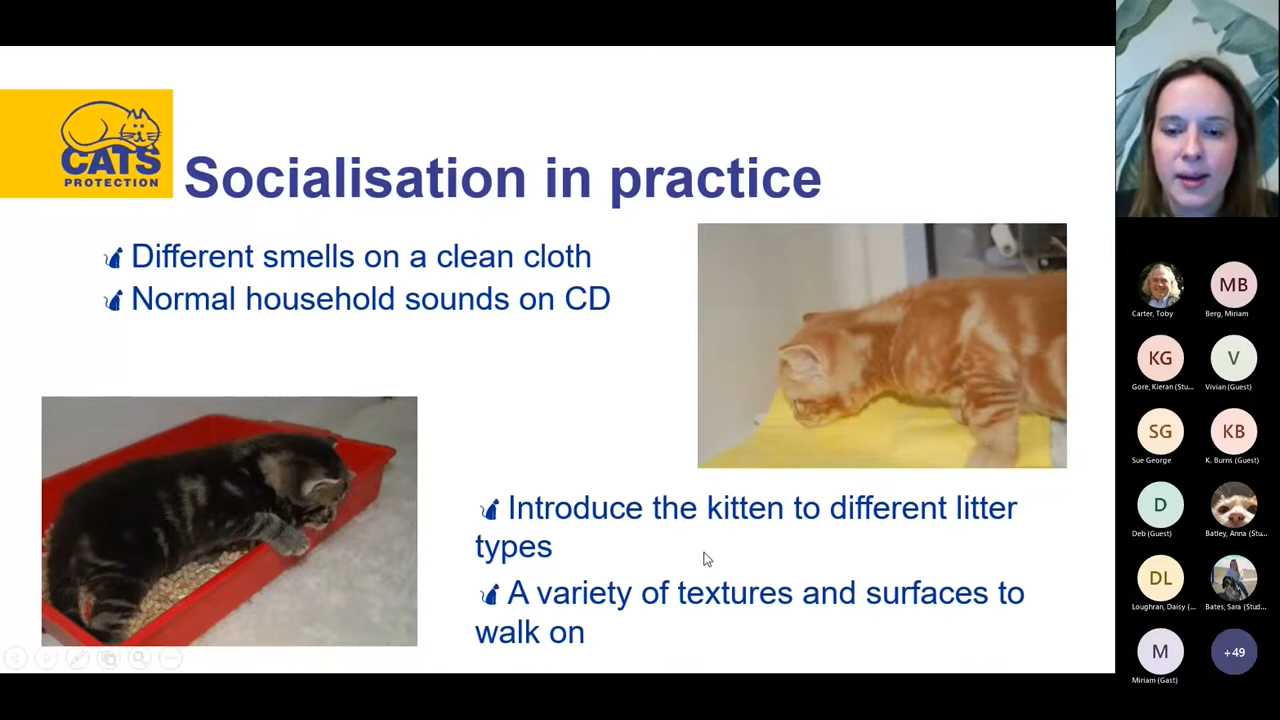 CATS
PROTECTION
Socialisation in practice
Different smells on a clean cloth
Normal household sounds on CD
Introduce the kitten to different litter
types
A variety of textures and surfaces to
walk on
Carter, Toby
MB
Berg, Miriam
KG
Gore, Kieran (Stu...
V
Vivian (Guest)
SG
Sue George
KB
K. Burns (Guest)
D
Deb (Guest)
Batley, Anna (Stu...
DL
Loughran, Daisy (...
Bates, Sara (Stud...
M
Miriam (Gast)
+49